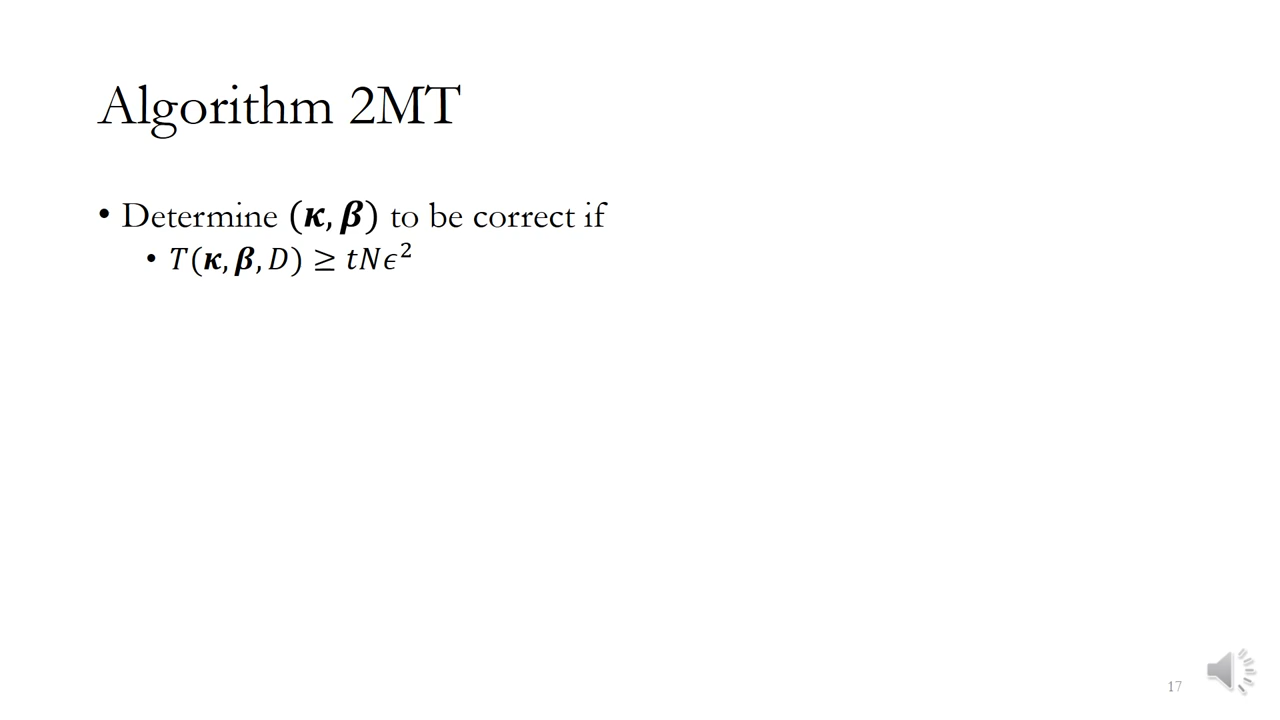 Algorithm 2MT
• Determine (𝜿, 𝜷) to be correct if
• 𝑇(𝜿, 𝜷, 𝐷) ≥ 𝑡𝑁𝜖²
17